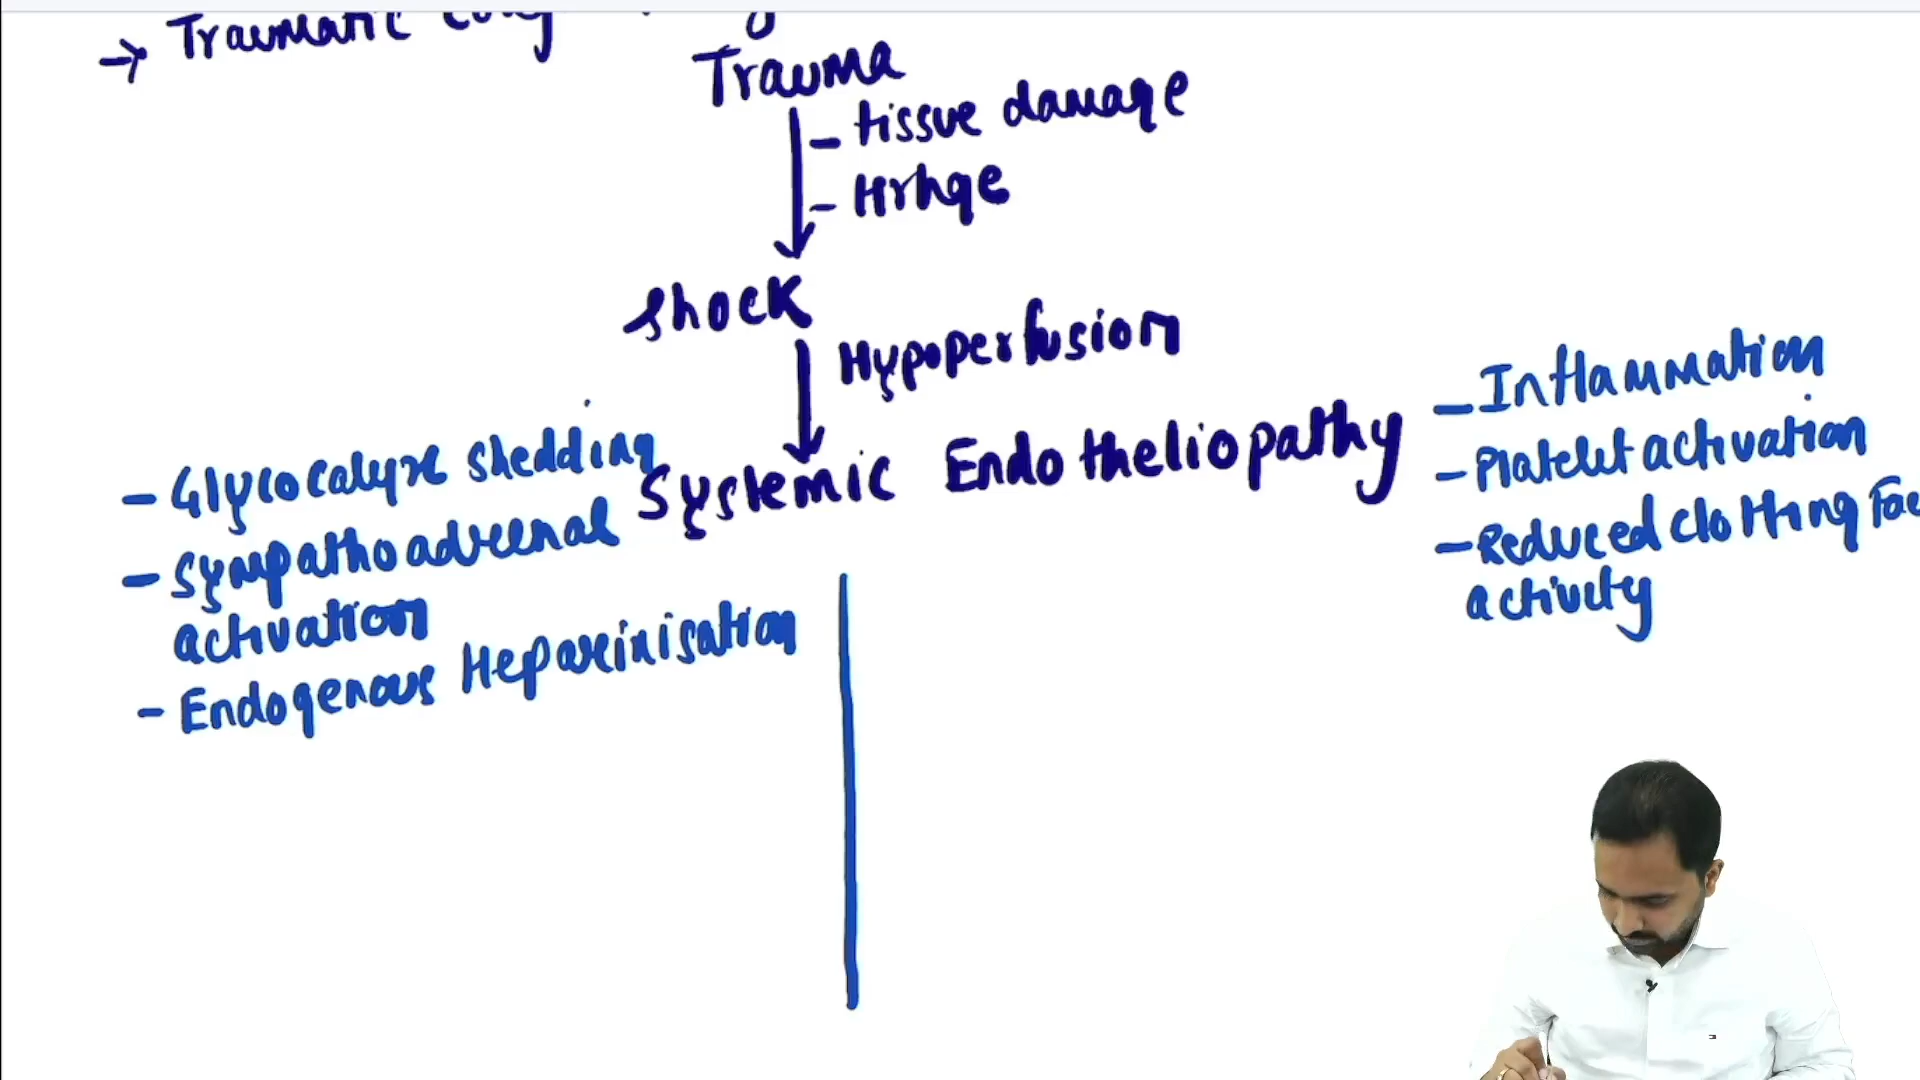 → Traumatic
Trauma
- tissue damage
- Hrhge
Shock
Hypoperfusion
Systemic Endotheliopathy
- Glycocalyx shedding
- Sympathoadrenal
activation
- Endogenous Heparinisation
- Inflammation
- Platelet activation
- Reduced clotting Fac
activity